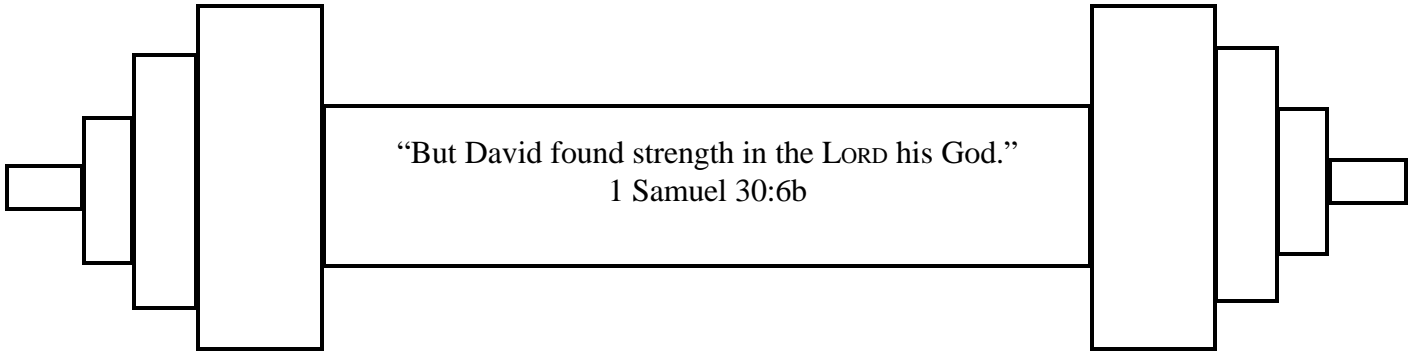 “But David found strength in the LORD his God.”
1 Samuel 30:6b